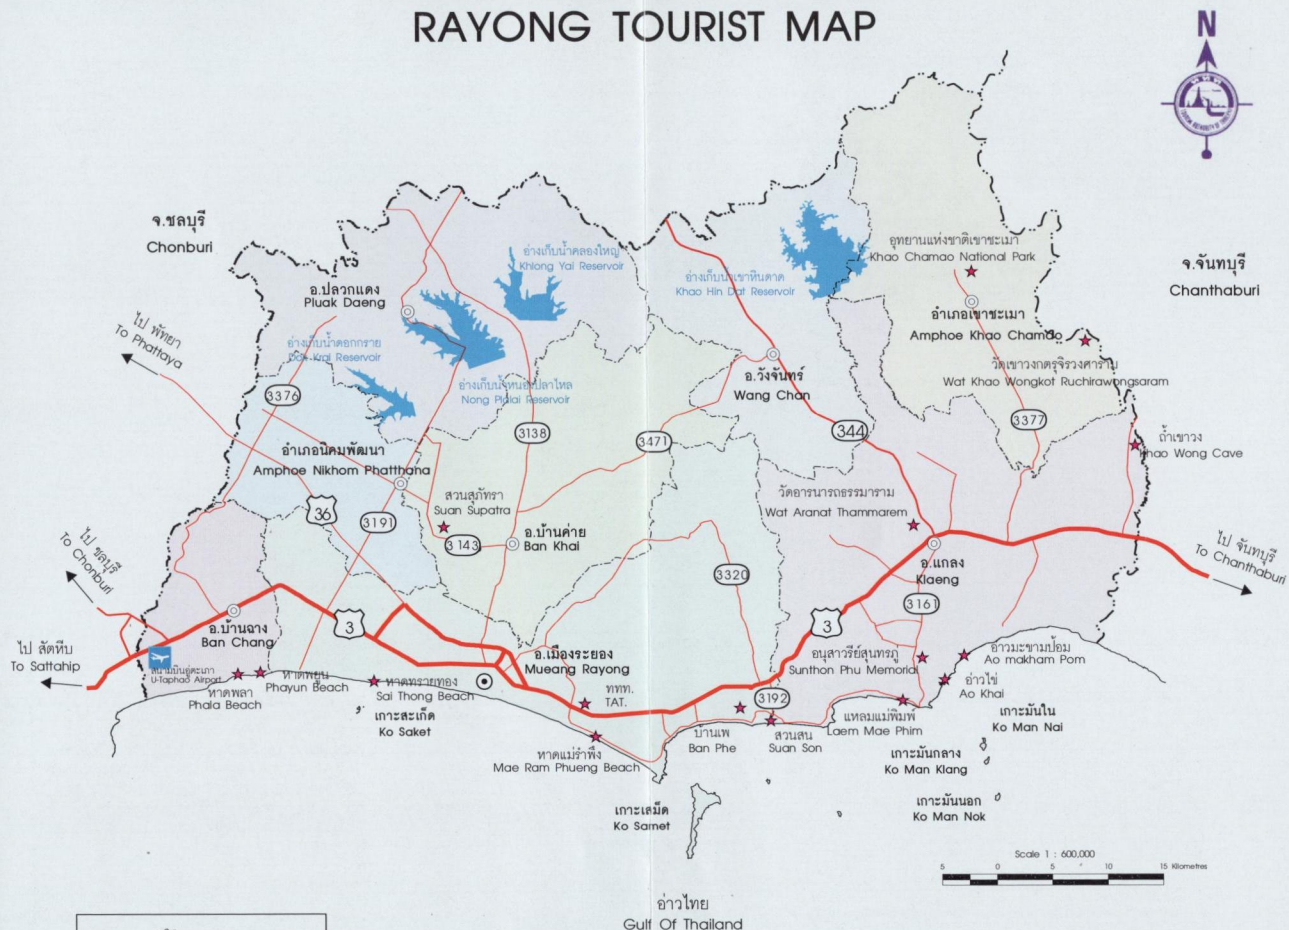 RAYONG TOURIST MAP
N
จ.ชลบุรี
Chonburi
อ่างเก็บน้ำคลองใหญ่
Khlong Yai Reservoir
อุทยานแห่งชาติเขาชะเมา
Khao Chamao National Park
จ.จันทบุรี
Chanthaburi
อ่างเก็บน้ำเขาหินดาด
Khao Hin Dat Reservoir
อ.ปลวกแดง
Pluak Daeng
อำเภอเขาชะเมา
Amphoe Khao Chamao
ไป พัทยา
To Phattaya
อ่างเก็บน้ำดอกกราย
Dok Krai Reservoir
อ่างเก็บน้ำหนองปลาไหล
Nong Plalai Reservoir
อ.วังจันทร์
Wang Chan
วัดเขาวงกตรุจิรวงศาราม
Wat Khao Wongkot Ruchirawongsaram
3376
3138
3471
344
3377
อำเภอนิคมพัฒนา
Amphoe Nikhom Phatthana
ถ้ำเขาวง
Khao Wong Cave
สวนสุภัทรา
Suan Supatra
วัดอารนารถธรรมาราม
Wat Aranat Thammarem
36
3191
3143
อ.บ้านค่าย
Ban Khai
ไป ชลบุรี
To Chonburi
อ.แกลง
Klaeng
ไป จันทบุรี
To Chanthaburi
3320
3161
อ.บ้านฉาง
Ban Chang
3
3
ไป สัตหีบ
To Sattahip
สนามบินอู่ตะเภา
U-Taphao Airport
หาดพยูน
Phayun Beach
อ.เมืองระยอง
Mueang Rayong
อนุสาวรีย์สุนทรภู่
Sunthon Phu Memorial
อ่าวมะขามป้อม
Ao makham Pom
หาดพลา
Phala Beach
หาดทรายทอง
Sai Thong Beach
ททท.
TAT.
3192
อ่าวไข่
Ao Khai
เกาะสะเก็ด
Ko Saket
บ้านเพ
Ban Phe
สวนสน
Suan Son
แหลมแม่พิมพ์
Laem Mae Phim
เกาะมันใน
Ko Man Nai
หาดแม่รำพึง
Mae Ram Phueng Beach
เกาะมันกลาง
Ko Man Klang
เกาะเสม็ด
Ko Samet
เกาะมันนอก
Ko Man Nok
Scale 1 : 600,000
5 0 5 10 15 Kilometres
อ่าวไทย
Gulf Of Thailand